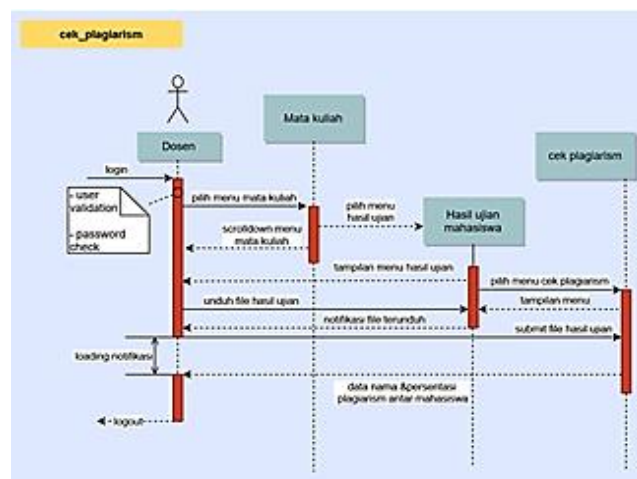 cek_plagiarism
Mata kuliah
Dosen
cek plagiarism
login
- user
validation
- password
check
pilih menu mata kuliah
pilih menu
hasil ujian
Hasil ujian
mahasiswa
scrolldown menu
mata kuliah
tampilan menu hasil ujian
pilih menu cek plagiarism
unduh file hasil ujian
tampilan menu
notifikasi file terunduh
submit file hasil ujian
loading notifikasi
data nama &persentasi
plagiarism antar mahasiswa
logout